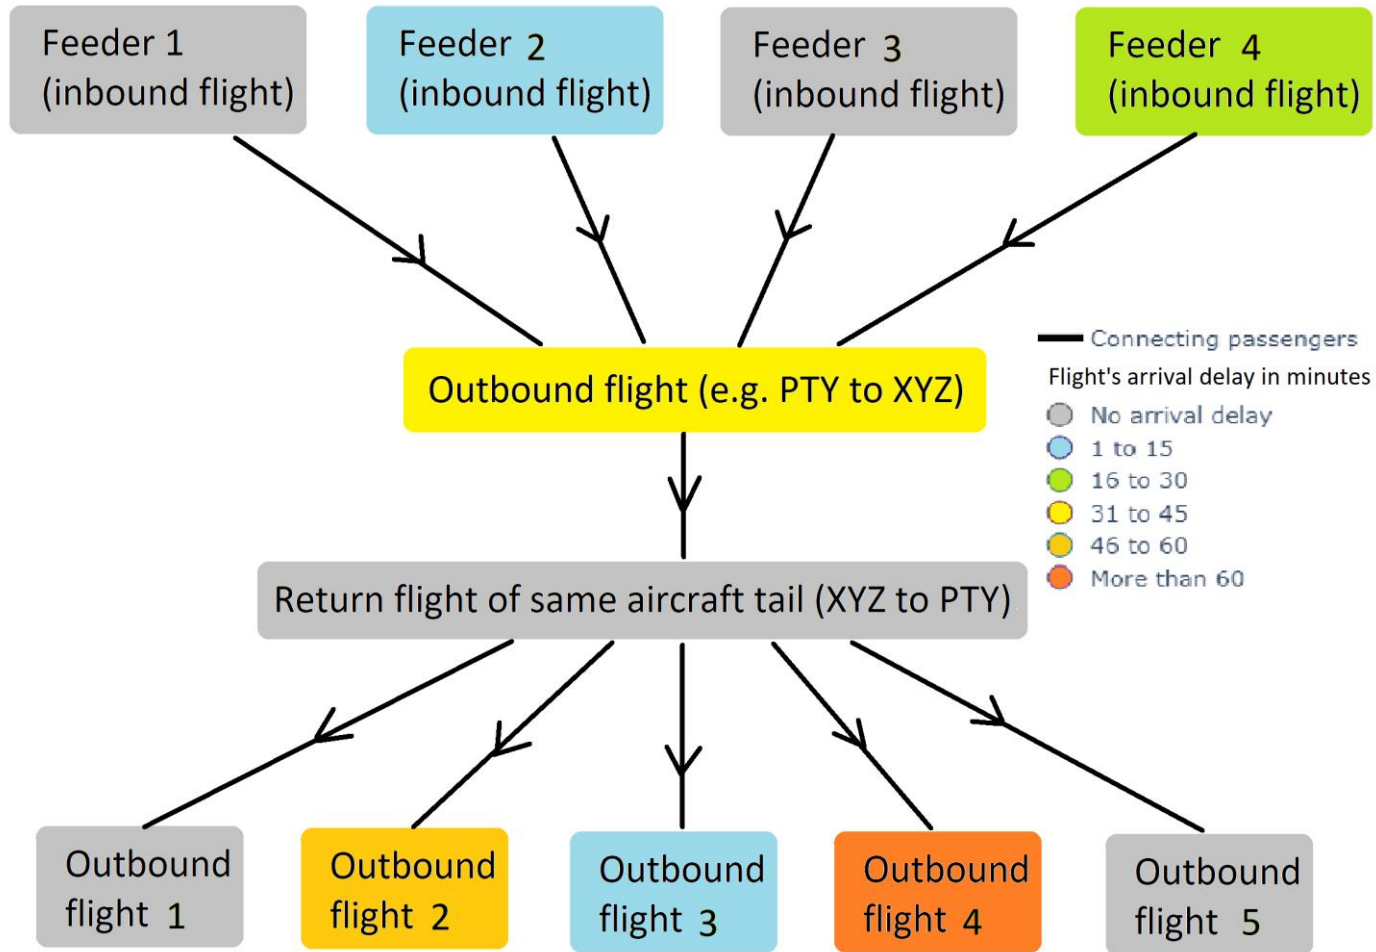 Feeder 1
(inbound flight)
Feeder 2
(inbound flight)
Feeder 3
(inbound flight)
Feeder 4
(inbound flight)
Outbound flight (e.g. PTY to XYZ)
Connecting passengers
Flight's arrival delay in minutes
No arrival delay
1 to 15
16 to 30
31 to 45
46 to 60
More than 60
Return flight of same aircraft tail (XYZ to PTY)
Outbound
flight 1
Outbound
flight 2
Outbound
flight 3
Outbound
flight 4
Outbound
flight 5